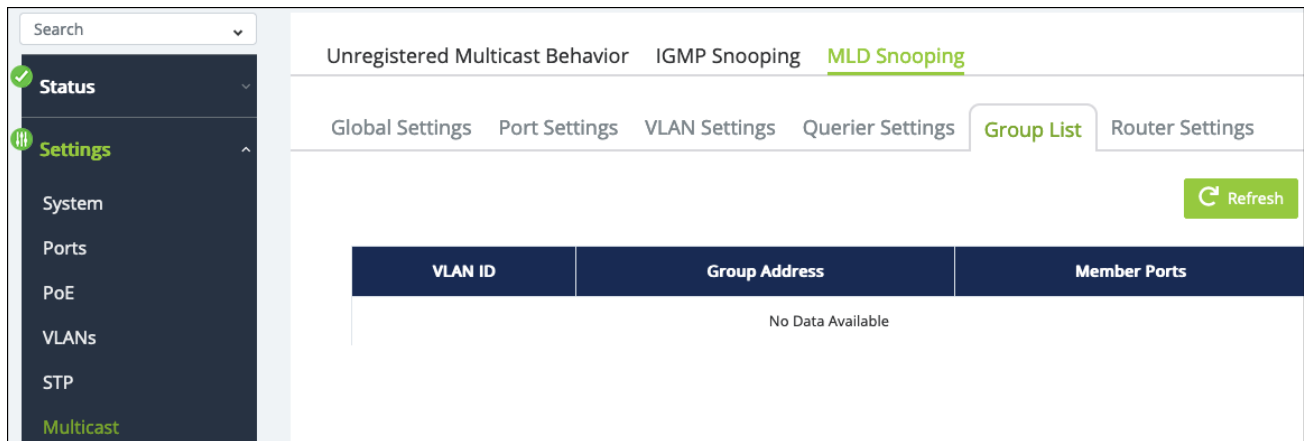 Search
Status
Settings
System
Ports
PoE
VLANs
STP
Multicast
Unregistered Multicast Behavior IGMP Snooping MLD Snooping
Global Settings Port Settings VLAN Settings Querier Settings Group List Router Settings
Refresh
VLAN ID Group Address Member Ports
No Data Available